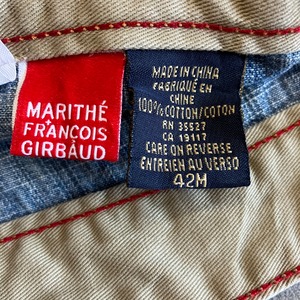 MARITHÉ
FRANÇOIS
GIRBAUD
MADE IN CHINA
FABRIQUÉ EN
CHINE
100% COTTON/COTON
RN 35527
CA 19117
CARE ON REVERSE
ENTREIEN AU VERSO
42M